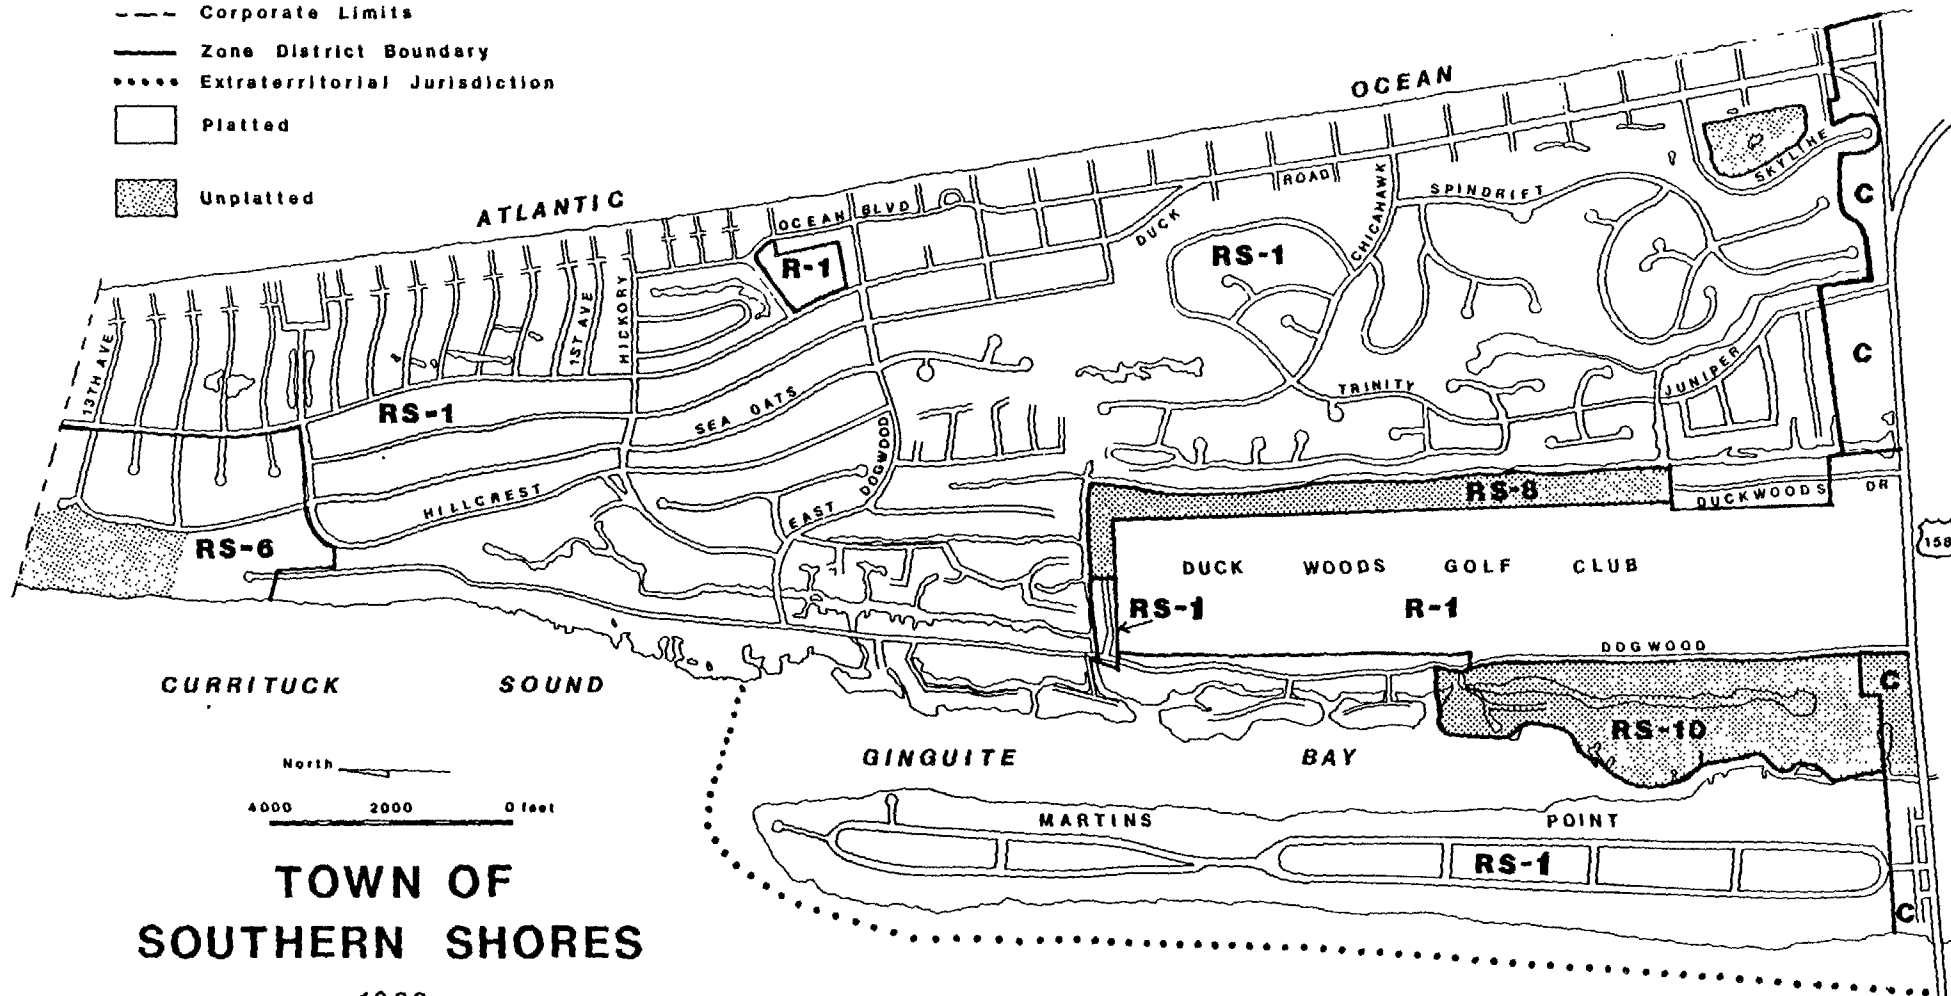 Corporate Limits
Zone District Boundary
Extraterritorial Jurisdiction
Platted
Unplatted
ATLANTIC
OCEAN
OCEAN BLVD
R-1
DUCK
ROAD
RS-1
CHICAHAWK
SPINDRIFT
SKYLINE
C
C
13TH AVE
1ST AVE
HICKORY
RS-1
SEA OATS
TRINITY
JUNIPER
HILLCREST
DOGWOOD
EAST
RS-6
RS-8
DUCKWOODS DR
158
DUCK WOODS GOLF CLUB
RS-1
R-1
DOGWOOD
C
RS-10
CURRITUCK SOUND
GINGUITE BAY
North
4000 2000 0 feet
MARTINS POINT
RS-1
C
TOWN OF
SOUTHERN SHORES